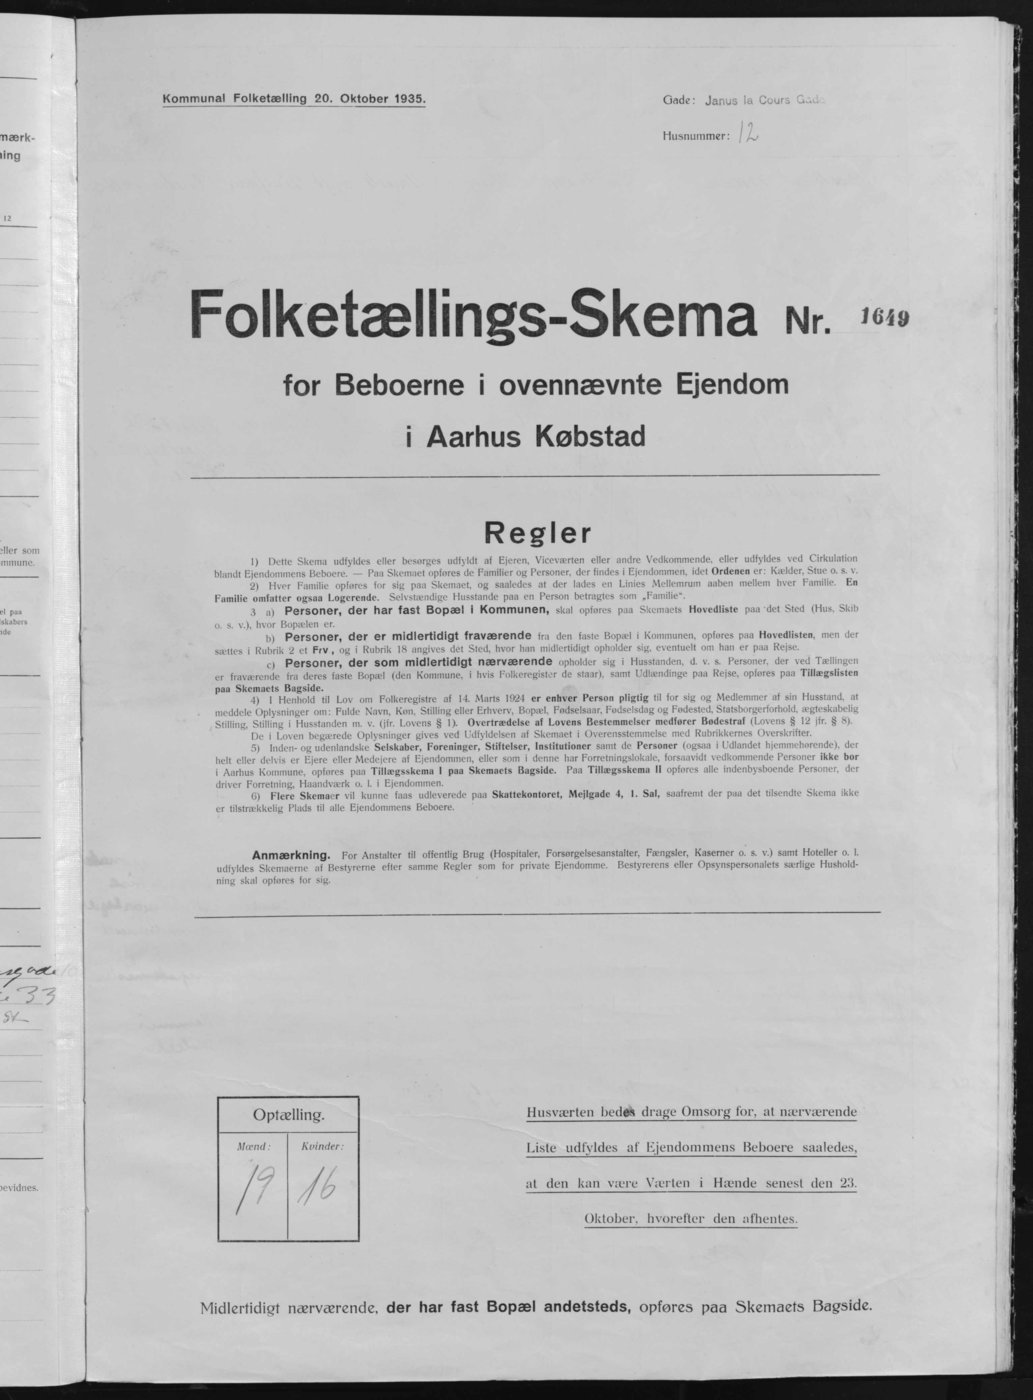 Kommunal Folketælling 20. Oktober 1935.
Gade: Janus la Cours Gade
Husnummer: 12
Folketællings-Skema Nr. 1649
for Beboerne i ovennævnte Ejendom
i Aarhus Købstad
Regler
1) Dette Skema udfyldes eller besørges udfyldt af Ejeren, Viceværten eller andre Vedkommende, eller udfyldes ved Cirkulation
blandt Ejendommens Beboere. — Paa Skemaet opføres de Familier og Personer, der findes i Ejendommen, idet Ordenen er: Kælder, Stue o. s. v.
2) Hver Familie opføres for sig paa Skemaet, og saaledes at der lades en Linies Mellemrum aaben mellem hver Familie. En
Familie omfatter ogsaa Logerende. Selvstændige Husstande paa en Person betragtes som „Familie“.
3 a) Personer, der har fast Bopæl i Kommunen, skal opføres paa Skemaets Hovedliste paa det Sted (Hus, Skib
o. s. v.), hvor Bopælen er.
b) Personer, der er midlertidigt fraværende fra den faste Bopæl i Kommunen, opføres paa Hovedlisten, men der
sættes i Rubrik 2 et Frv, og i Rubrik 18 angives det Sted, hvor han midlertidigt opholder sig, eventuelt om han er paa Rejse.
c) Personer, der som midlertidigt nærværende opholder sig i Husstanden, d. v. s. Personer, der ved Tællingen
er fraværende fra deres faste Bopæl (den Kommune, i hvis Folkeregister de staar), samt Udlændinge paa Rejse, opføres paa Tillægslisten
paa Skemaets Bagside.
4) I Henhold til Lov om Folkeregistre af 14. Marts 1924 er enhver Person pligtig til for sig og Medlemmer af sin Husstand, at
meddele Oplysninger om: Fulde Navn, Køn, Stilling eller Erhverv, Bopæl, Fødselsaar, Fødselsdag og Fødested, Statsborgerforhold, ægteskabelig
Stilling, Stilling i Husstanden m. v. (jfr. Lovens § 1). Overtrædelse af Lovens Bestemmelser medfører Bødestraf (Lovens § 12 jfr. § 8).
De i Loven begærede Oplysninger gives ved Udfyldelsen af Skemaet i Overensstemmelse med Rubrikkernes Overskrifter.
5) Inden- og udenlandske Selskaber, Foreninger, Stiftelser, Institutioner samt de Personer (ogsaa i Udlandet hjemmehørende), der
helt eller delvis er Ejere eller Medejere af Ejendommen, eller som i denne har Forretningslokale, forsaavidt vedkommende Personer ikke bor
i Aarhus Kommune, opføres paa Tillægsskema I paa Skemaets Bagside. Paa Tillægsskema II opføres alle indenbysboende Personer, der
driver Forretning, Haandværk o. l. i Ejendommen.
6) Flere Skemaer vil kunne faas udleverede paa Skattekontoret, Mejlgade 4, 1. Sal, saafremt der paa det tilsendte Skema ikke
er tilstrækkelig Plads til alle Ejendommens Beboere.
Anmærkning. For Anstalter til offentlig Brug (Hospitaler, Forsørgelsesanstalter, Fængsler, Kaserner o. s. v.) samt Hoteller o. l.
udfyldes Skemaerne af Bestyrerne efter samme Regler som for private Ejendomme. Bestyrerens eller Opsynspersonalets særlige Hushold-
ning skal opføres for sig.
Optælling.
Mænd: Kvinder:
19 16
Husværten bedes drage Omsorg for, at nærværende
Liste udfyldes af Ejendommens Beboere saaledes,
at den kan være Værten i Hænde senest den 23.
Oktober, hvorefter den afhentes.
Midlertidigt nærværende, der har fast Bopæl andetsteds, opføres paa Skemaets Bagside.
mærk-
ning
12
eller som
mmune.
el paa
lskabers
33
bevidnes.